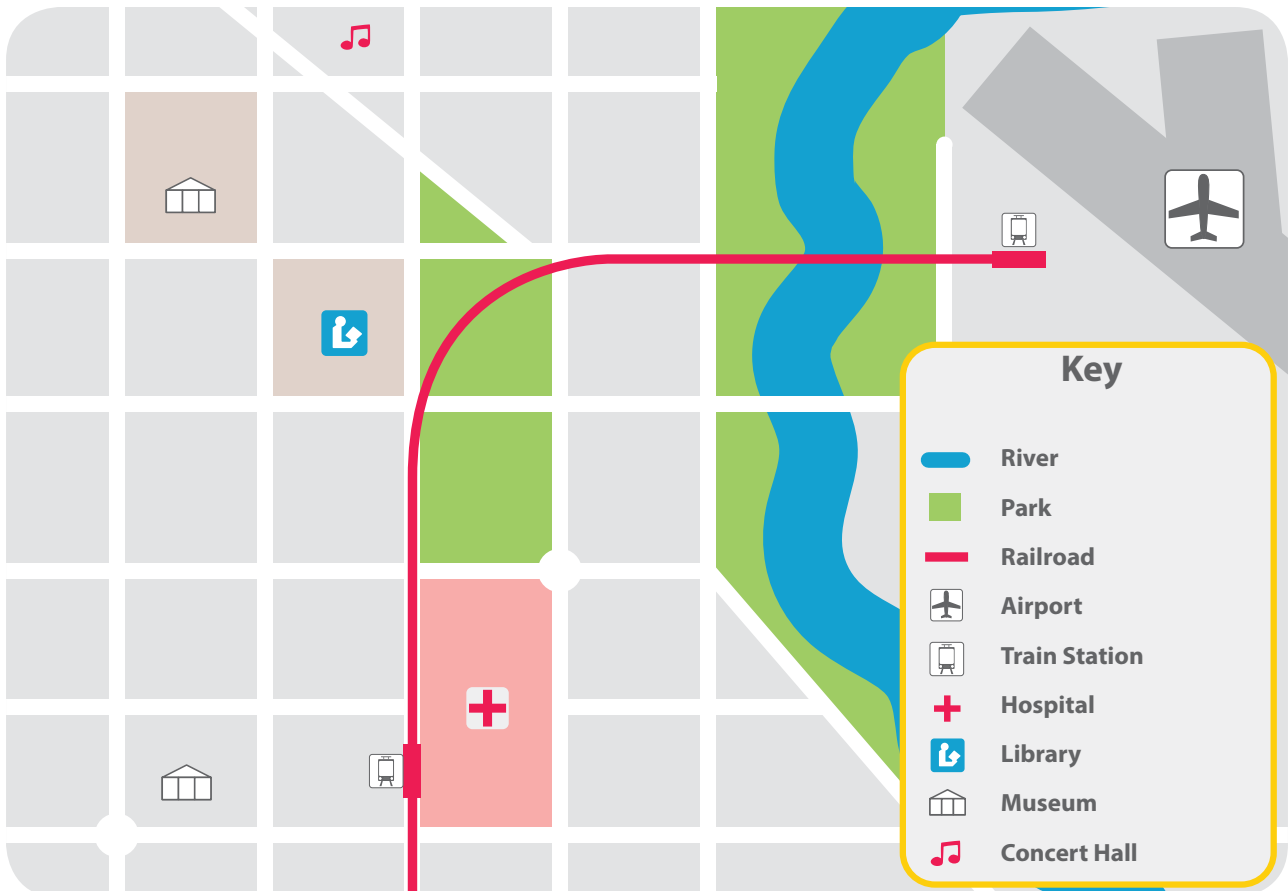 Key
River
Park
Railroad
Airport
Train Station
Hospital
Library
Museum
Concert Hall